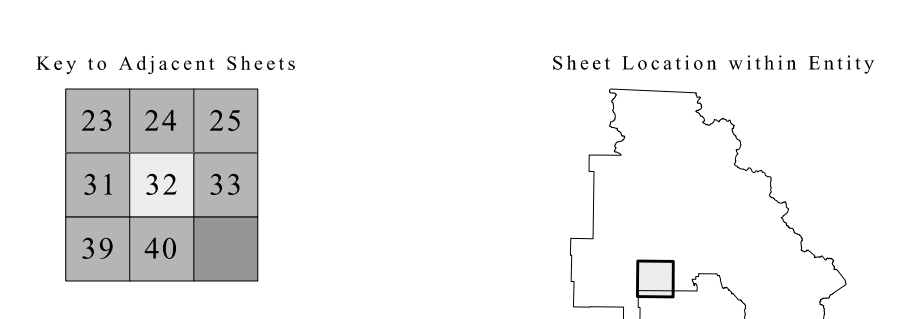 Key to Adjacent Sheets
Sheet Location within Entity
23 24 25
31 32 33
39 40